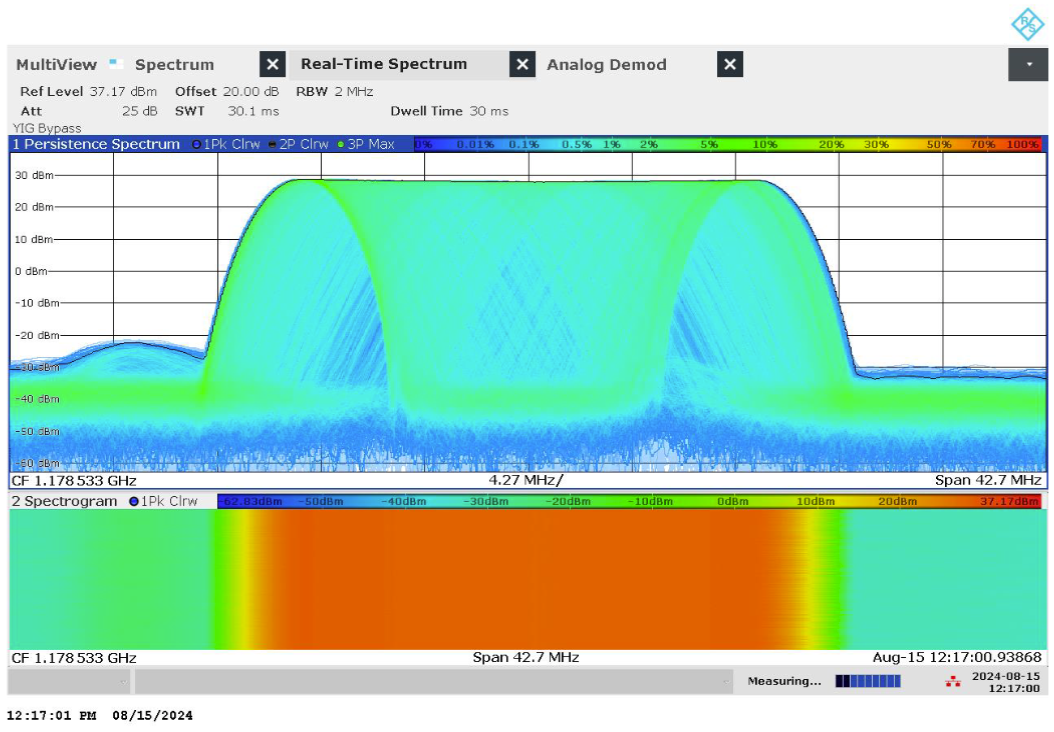 R&S
MultiView Spectrum X Real-Time Spectrum X Analog Demod X
Ref Level 37.17 dBm Offset 20.00 dB RBW 2 MHz
Att 25 dB SWT 30.1 ms Dwell Time 30 ms
YIG Bypass
1 Persistence Spectrum 1Pk Clrw 2P Clrw 3P Max 0% 0.01% 0.1% 0.5% 1% 2% 5% 10% 20% 30% 50% 70% 100%
30 dBm
20 dBm
10 dBm
0 dBm
-10 dBm
-20 dBm
-30 dBm
-40 dBm
-50 dBm
-60 dBm
CF 1.178533 GHz 4.27 MHz/ Span 42.7 MHz
2 Spectrogram 1Pk Clrw -62.83dBm -50dBm -40dBm -30dBm -20dBm -10dBm 0dBm 10dBm 20dBm 37.17dBm
CF 1.178533 GHz Span 42.7 MHz Aug-15 12:17:00.93868
Measuring... 2024-08-15
12:17:00
12:17:01 PM 08/15/2024